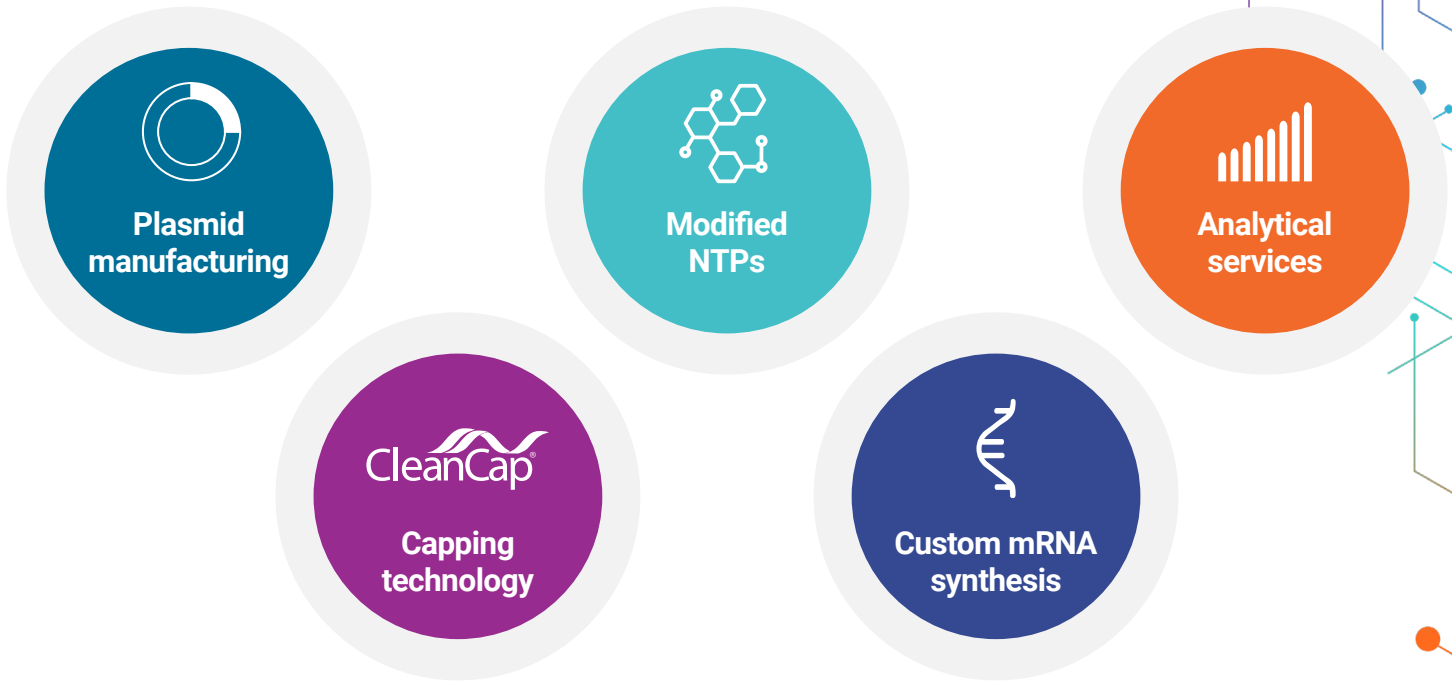 Plasmid
manufacturing
Modified
NTPs
Analytical
services
CleanCap®
Capping
technology
Custom mRNA
synthesis